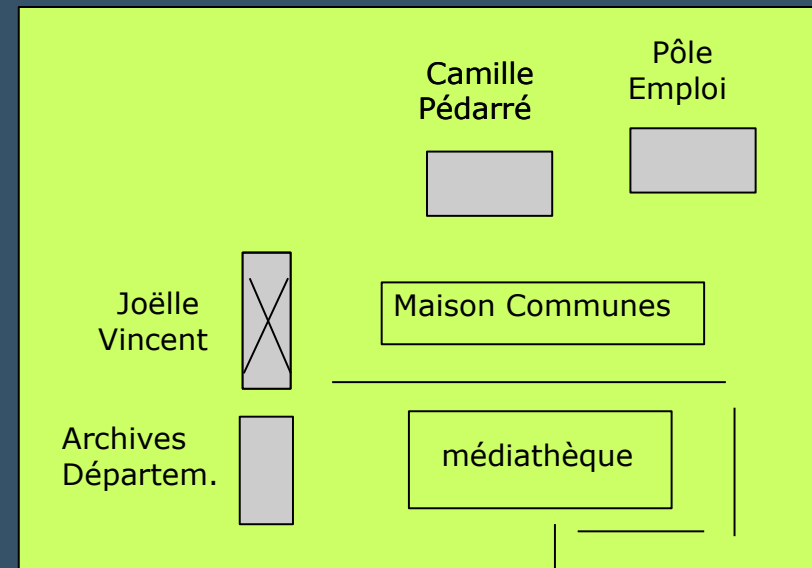 Camille
Pédarré
Pôle
Emploi
Joëlle
Vincent
Maison Communes
Archives
Départem.
médiathèque